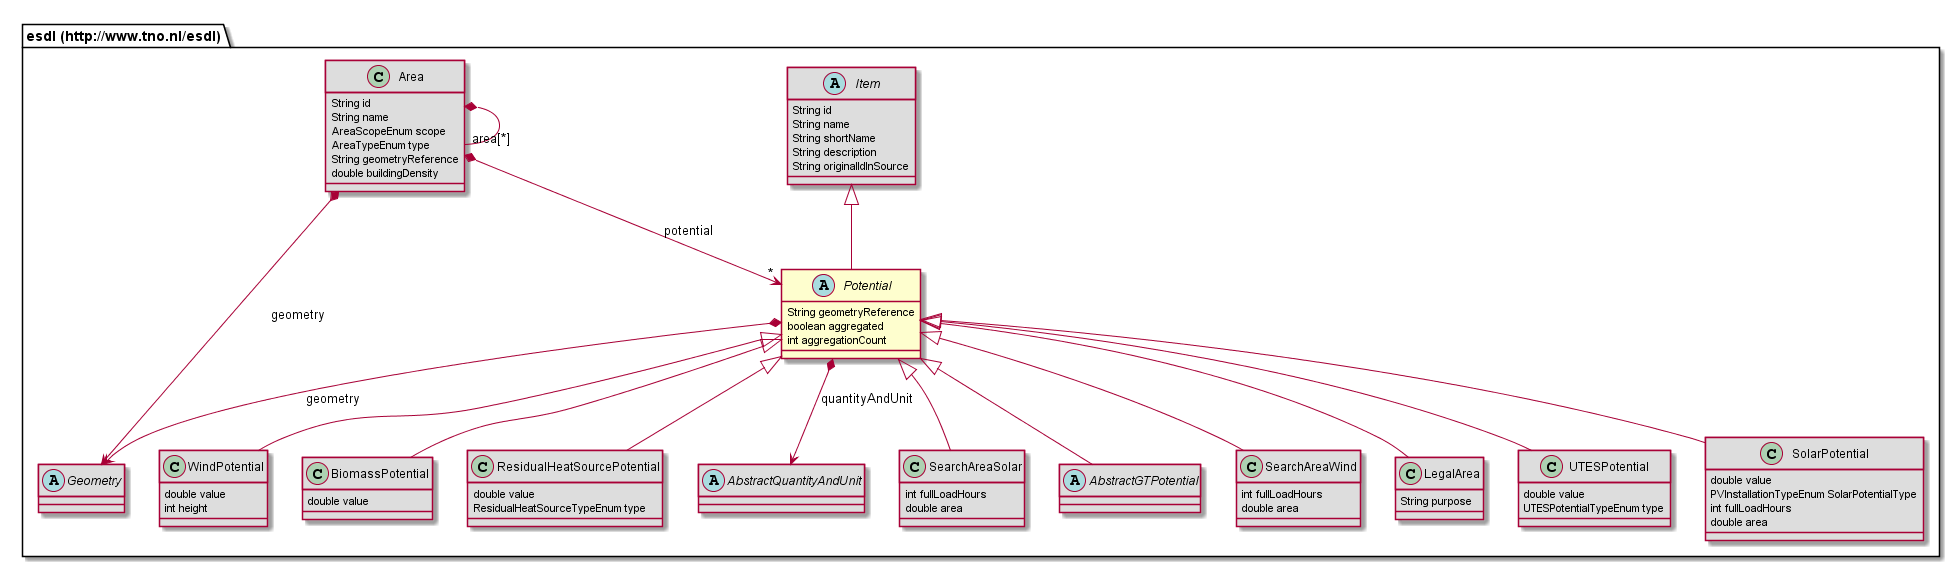 esdl (http://www.tno.nl/esdl)
C Area
String id
String name
AreaScopeEnum scope
AreaTypeEnum type
String geometryReference
double buildingDensity
area[*]
A Item
String id
String name
String shortName
String description
String originalIdInSource
potential
*
geometry
A Potential
String geometryReference
boolean aggregated
int aggregationCount
geometry
quantityAndUnit
A Geometry
C WindPotential
double value
int height
C BiomassPotential
double value
C ResidualHeatSourcePotential
double value
ResidualHeatSourceTypeEnum type
A AbstractQuantityAndUnit
C SearchAreaSolar
int fullLoadHours
double area
A AbstractGTPotential
C SearchAreaWind
int fullLoadHours
double area
C LegalArea
String purpose
C UTESPotential
double value
UTESPotentialTypeEnum type
C SolarPotential
double value
PVInstallationTypeEnum SolarPotentialType
int fullLoadHours
double area